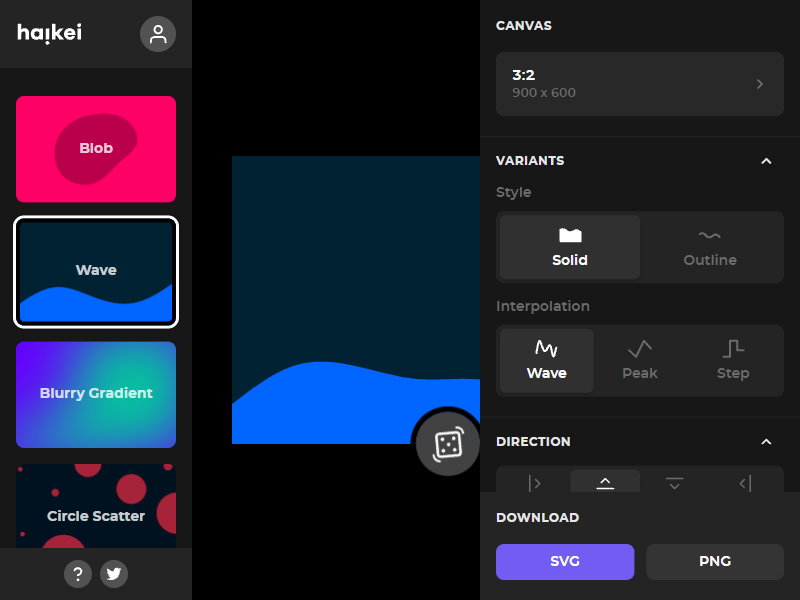 haikei
Blob
Wave
Blurry Gradient
Circle Scatter
?
CANVAS
3:2
900 x 600
VARIANTS
Style
Solid
Outline
Interpolation
Wave
Peak
Step
DIRECTION
DOWNLOAD
SVG
PNG